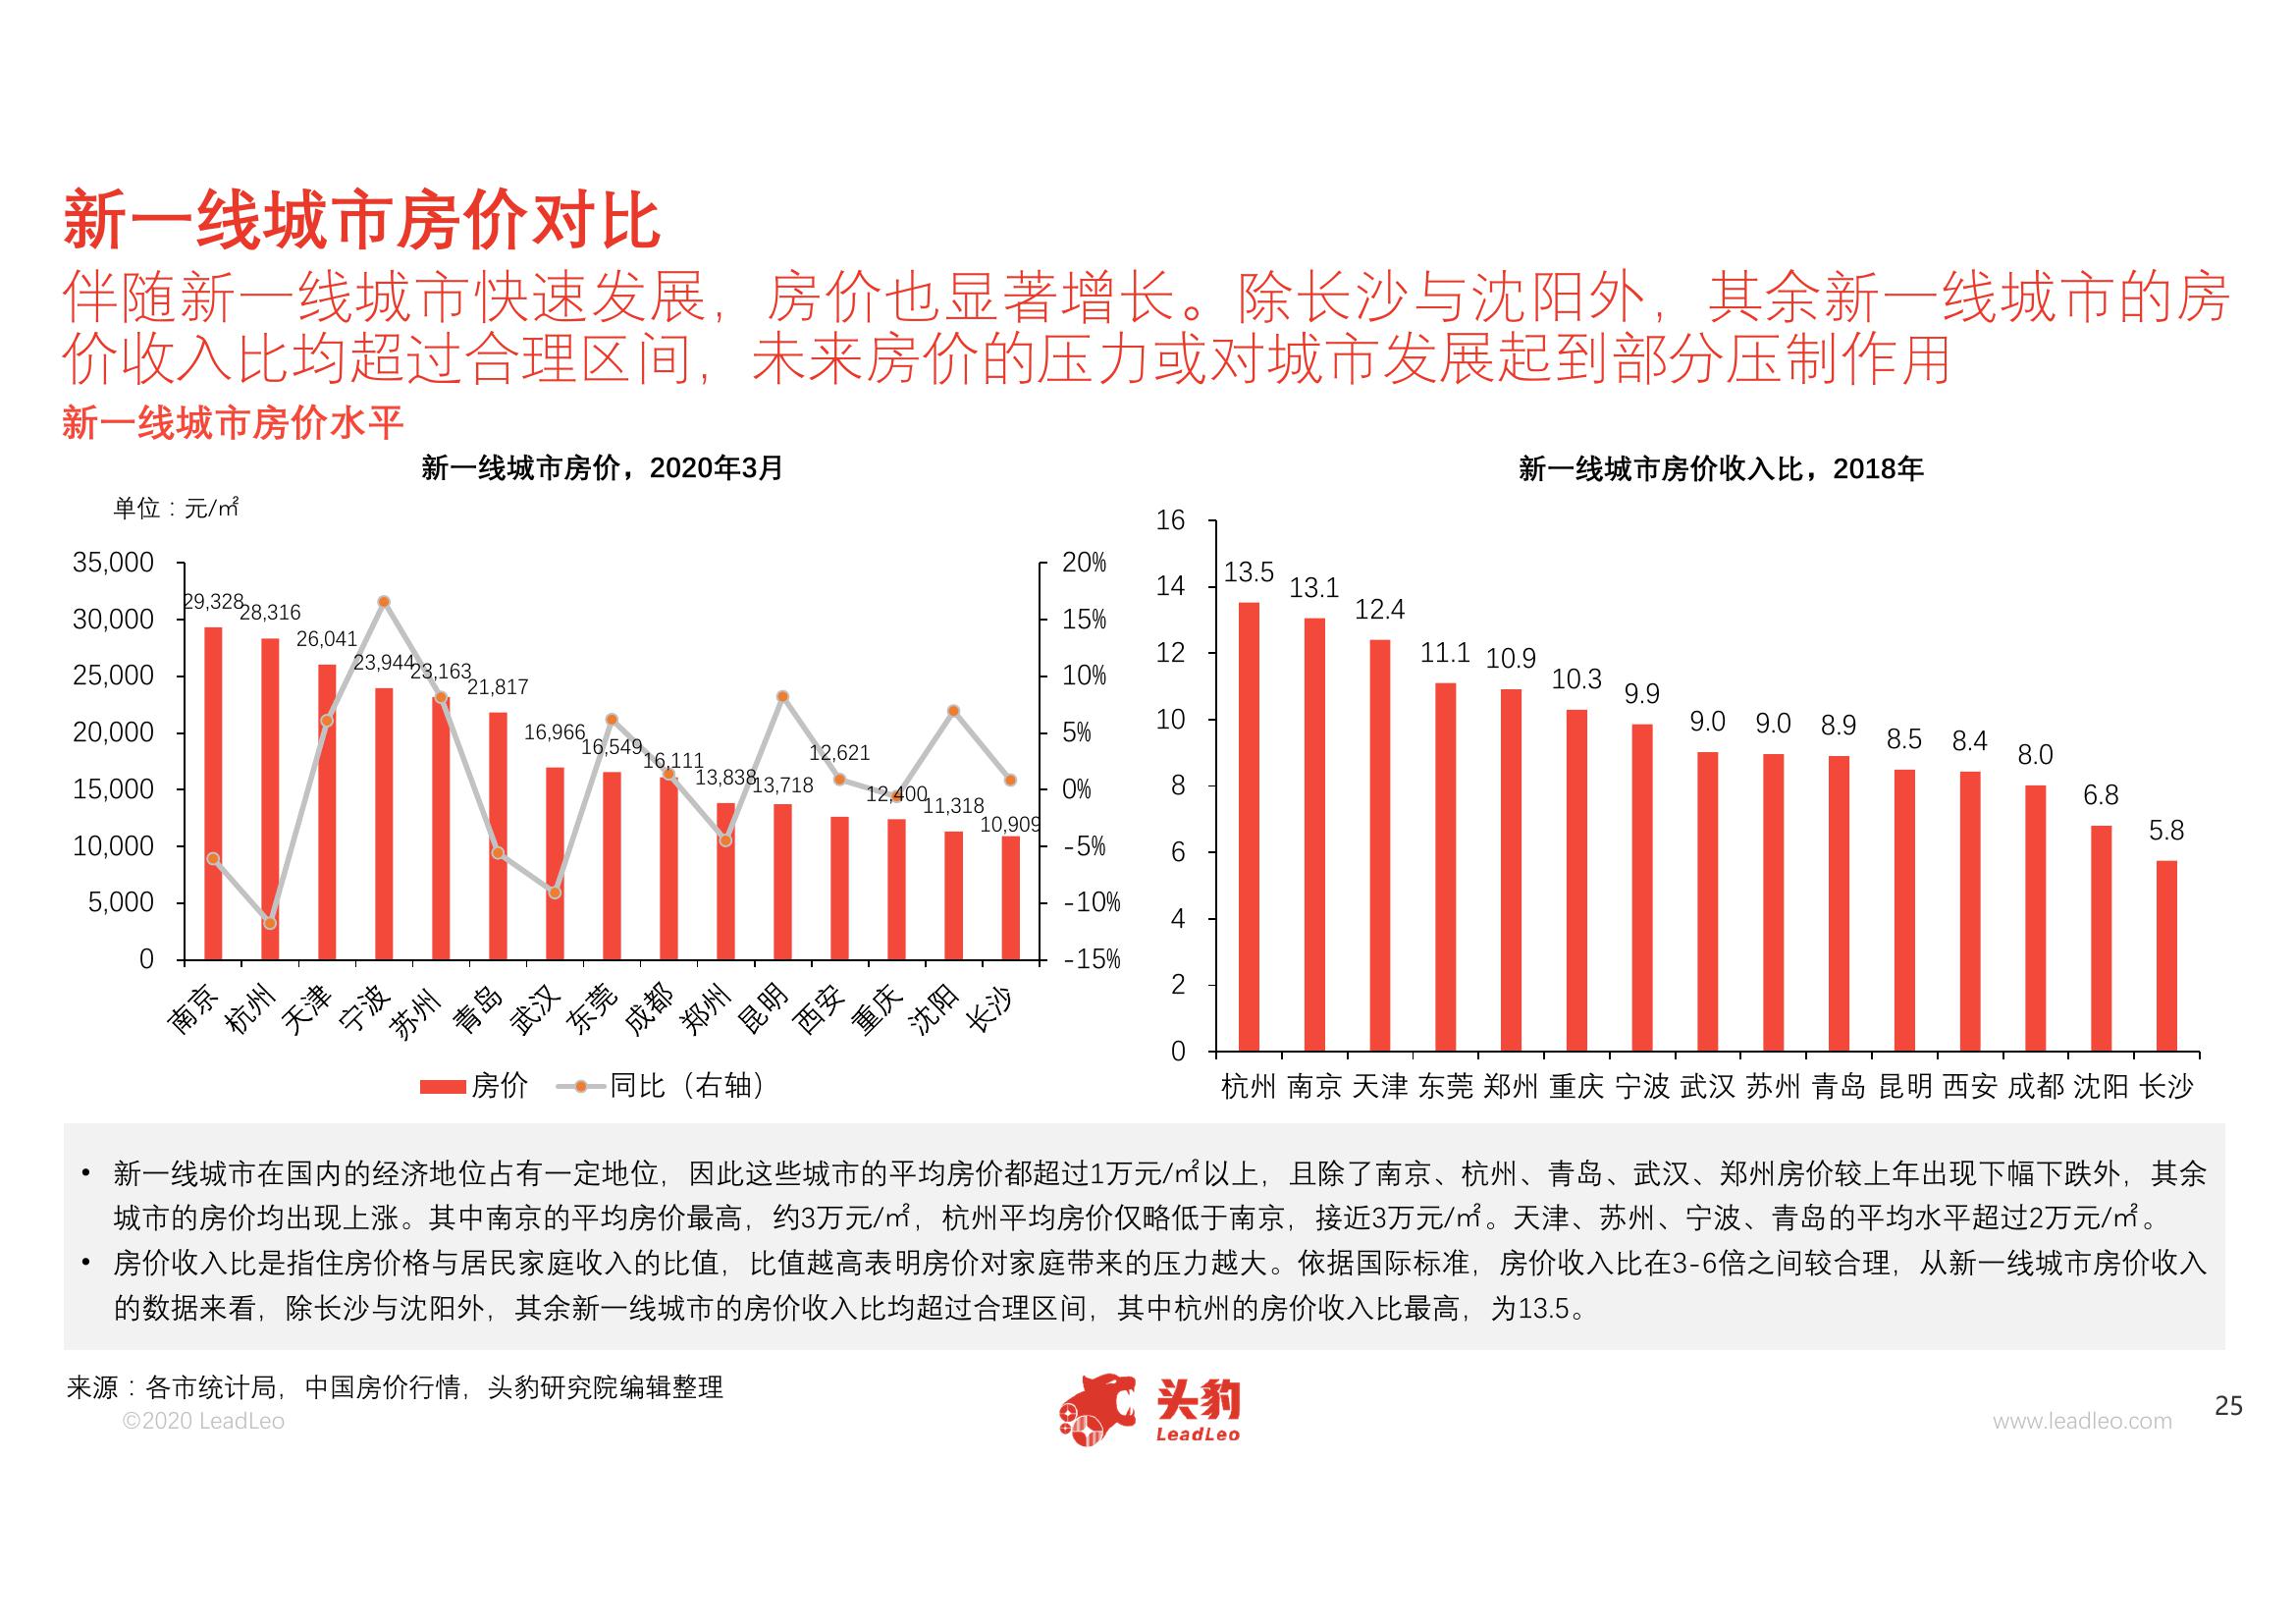 新一线城市房价对比
伴随新一线城市快速发展，房价也显著增长。除长沙与沈阳外，其余新一线城市的房
价收入比均超过合理区间，未来房价的压力或对城市发展起到部分压制作用
新一线城市房价水平
新一线城市房价，2020年3月
单位：元/㎡
35,000
30,000
25,000
20,000
15,000
10,000
5,000
0
29,328
28,316
26,041
23,944
23,163
21,817
16,966
16,549
16,111
13,838
13,718
12,621
12,400
11,318
10,909
20%
15%
10%
5%
0%
-5%
-10%
-15%
南京 杭州 天津 宁波 苏州 青岛 武汉 东莞 成都 郑州 昆明 西安 重庆 沈阳 长沙
房价 同比（右轴）
新一线城市房价收入比，2018年
16
14
12
10
8
6
4
2
0
13.5
13.1
12.4
11.1
10.9
10.3
9.9
9.0
9.0
8.9
8.5
8.4
8.0
6.8
5.8
杭州 南京 天津 东莞 郑州 重庆 宁波 武汉 苏州 青岛 昆明 西安 成都 沈阳 长沙
• 新一线城市在国内的经济地位占有一定地位，因此这些城市的平均房价都超过1万元/㎡以上，且除了南京、杭州、青岛、武汉、郑州房价较上年出现下幅下跌外，其余
城市的房价均出现上涨。其中南京的平均房价最高，约3万元/㎡，杭州平均房价仅略低于南京，接近3万元/㎡。天津、苏州、宁波、青岛的平均水平超过2万元/㎡。
• 房价收入比是指住房价格与居民家庭收入的比值，比值越高表明房价对家庭带来的压力越大。依据国际标准，房价收入比在3-6倍之间较合理，从新一线城市房价收入
的数据来看，除长沙与沈阳外，其余新一线城市的房价收入比均超过合理区间，其中杭州的房价收入比最高，为13.5。
来源：各市统计局，中国房价行情，头豹研究院编辑整理
©2020 LeadLeo
头豹
LeadLeo
www.leadleo.com
25